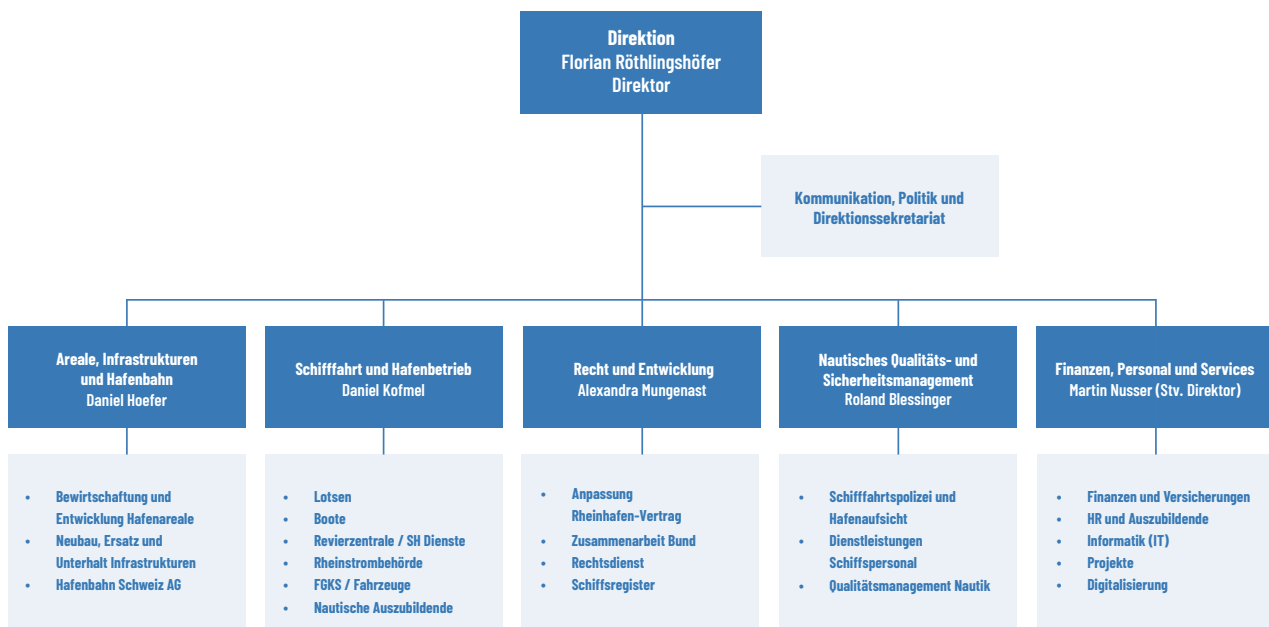 Direktion
Florian Röthlingshöfer
Direktor
Kommunikation, Politik und
Direktionssekretariat
Areale, Infrastrukturen
und Hafenbahn
Daniel Hoefer
Schifffahrt und Hafenbetrieb
Daniel Kofmel
Recht und Entwicklung
Alexandra Mungenast
Nautisches Qualitäts- und
Sicherheitsmanagement
Roland Blessinger
Finanzen, Personal und Services
Martin Nusser (Stv. Direktor)
• Bewirtschaftung und
Entwicklung Hafenareale
• Neubau, Ersatz und
Unterhalt Infrastrukturen
• Hafenbahn Schweiz AG
• Lotsen
• Boote
• Revierzentrale / SH Dienste
• Rheinstrombehörde
• FGKS / Fahrzeuge
• Nautische Auszubildende
• Anpassung
Rheinhafen-Vertrag
• Zusammenarbeit Bund
• Rechtsdienst
• Schiffsregister
• Schifffahrtspolizei und
Hafenaufsicht
• Dienstleistungen
Schiffspersonal
• Qualitätsmanagement Nautik
• Finanzen und Versicherungen
• HR und Auszubildende
• Informatik (IT)
• Projekte
• Digitalisierung